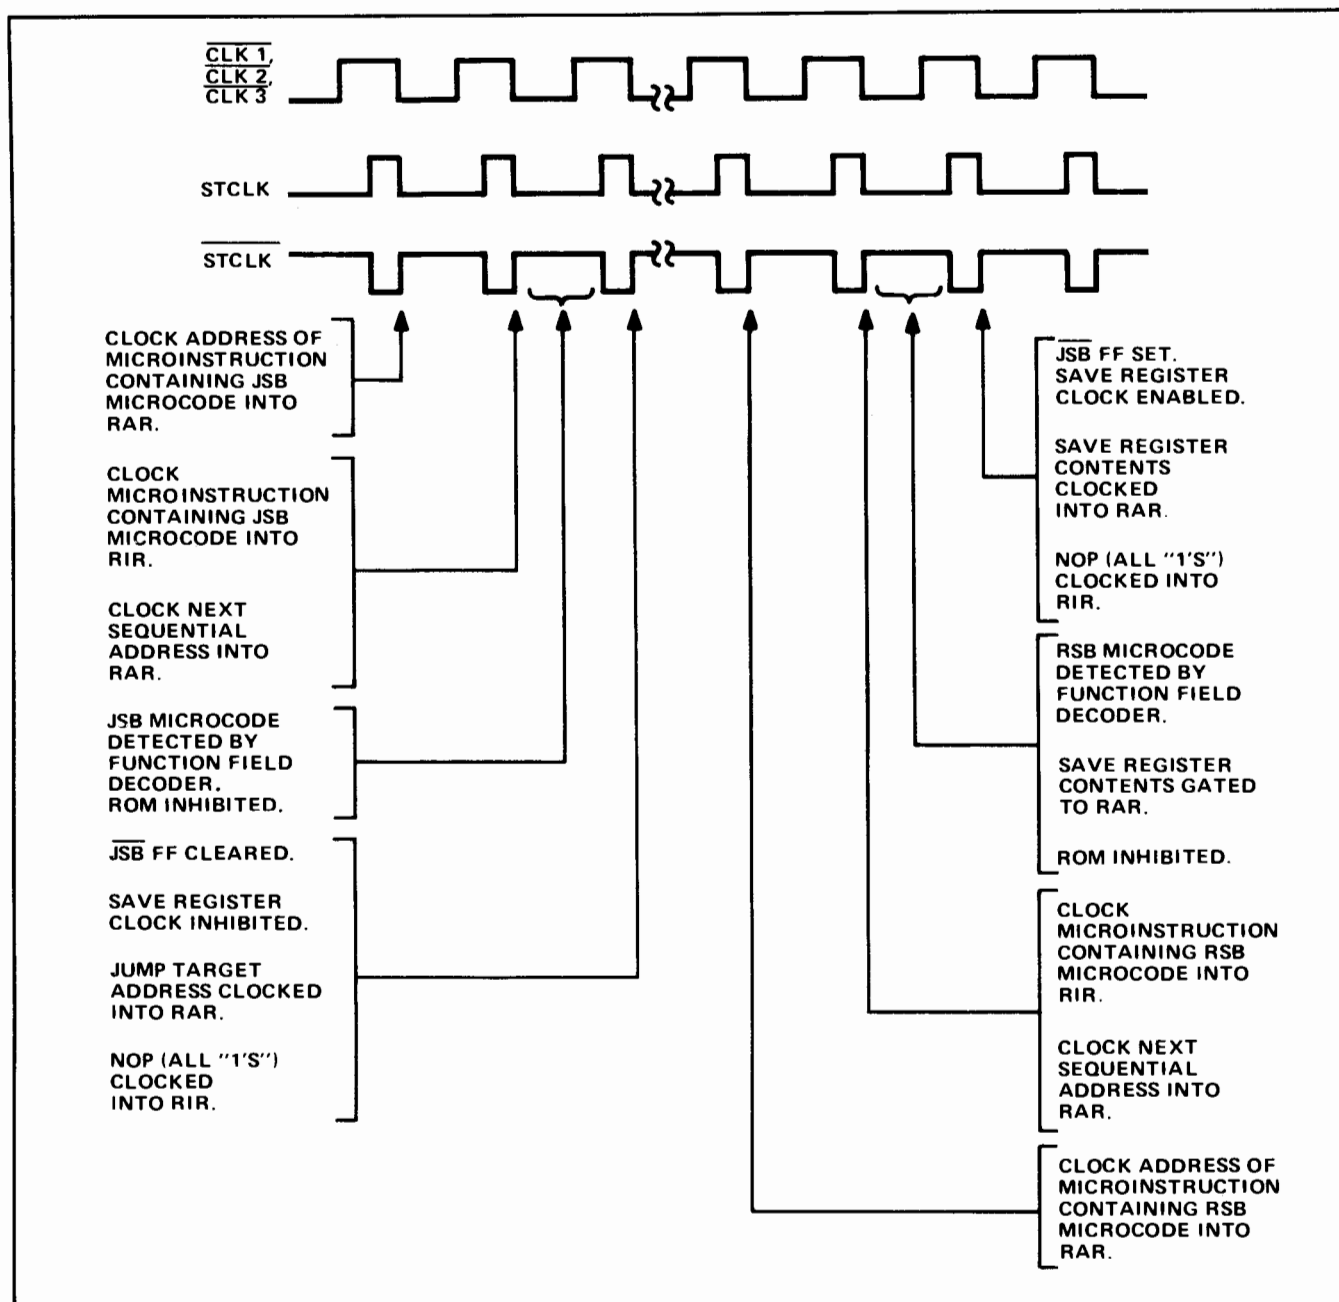 CLK 1,
CLK 2,
CLK 3
STCLK
STCLK
CLOCK ADDRESS OF
MICROINSTRUCTION
CONTAINING JSB
MICROCODE INTO
RAR.
CLOCK
MICROINSTRUCTION
CONTAINING JSB
MICROCODE INTO
RIR.
CLOCK NEXT
SEQUENTIAL
ADDRESS INTO
RAR.
JSB MICROCODE
DETECTED BY
FUNCTION FIELD
DECODER.
ROM INHIBITED.
JSB FF CLEARED.
SAVE REGISTER
CLOCK INHIBITED.
JUMP TARGET
ADDRESS CLOCKED
INTO RAR.
NOP (ALL "1'S")
CLOCKED
INTO RIR.
JSB FF SET.
SAVE REGISTER
CLOCK ENABLED.
SAVE REGISTER
CONTENTS
CLOCKED
INTO RAR.
NOP (ALL "1'S")
CLOCKED INTO
RIR.
RSB MICROCODE
DETECTED BY
FUNCTION FIELD
DECODER.
SAVE REGISTER
CONTENTS GATED
TO RAR.
ROM INHIBITED.
CLOCK
MICROINSTRUCTION
CONTAINING RSB
MICROCODE INTO
RIR.
CLOCK NEXT
SEQUENTIAL
ADDRESS INTO
RAR.
CLOCK ADDRESS OF
MICROINSTRUCTION
CONTAINING RSB
MICROCODE INTO
RAR.